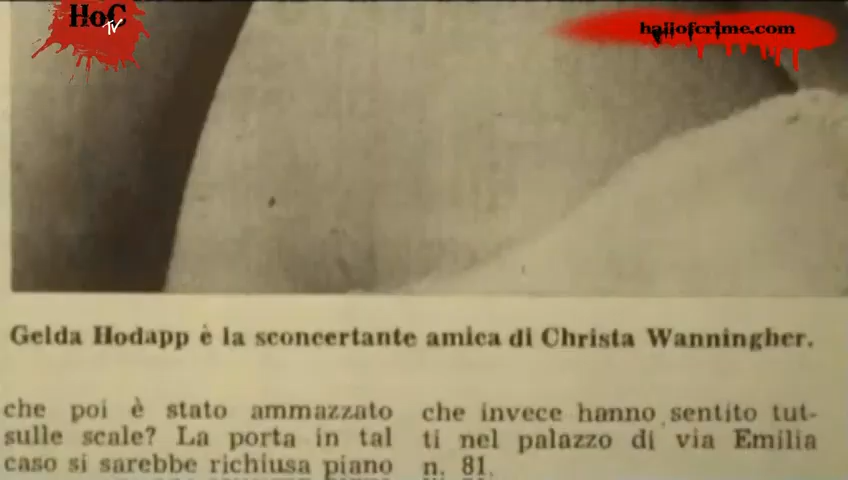 HoC
TV
hallofcrime.com
Gelda Hodapp è la sconcertante amica di Christa Wanningher.
che poi è stato ammazzato
sulle scale? La porta in tal
caso si sarebbe richiusa piano
che invece hanno sentito tut-
ti nel palazzo di via Emilia
n. 81.